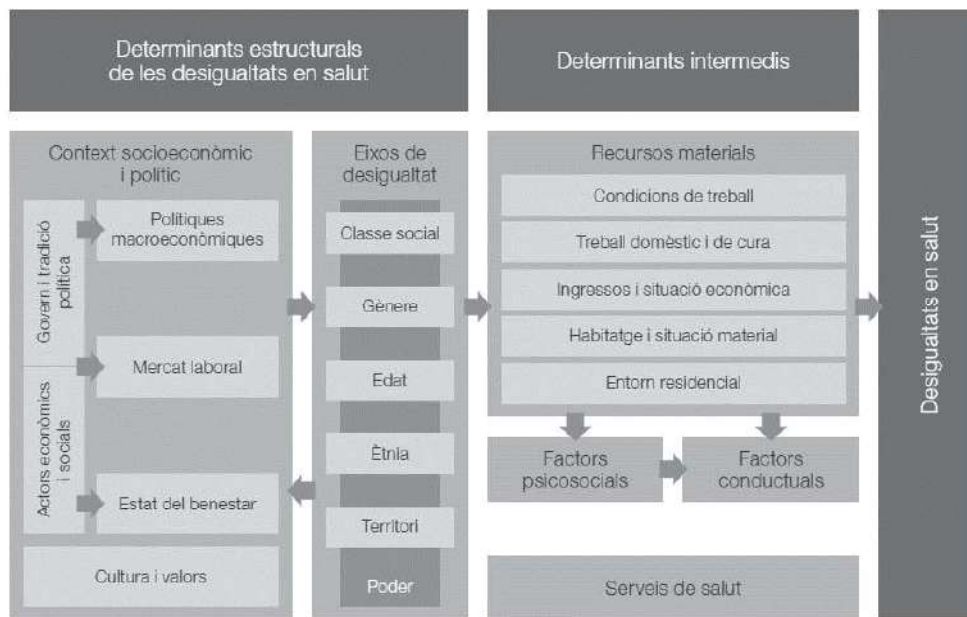 Determinants estructurals
de les desigualtats en salut
Determinants intermedis
Desigualtats en salut
Context socioeconòmic
i polític
Govern i tradició
política
Actors econòmics
i socials
Polítiques
macroeconòmiques
Mercat laboral
Estat del benestar
Cultura i valors
Eixos de
desigualtat
Classe social
Gènere
Edat
Ètnia
Territori
Poder
Recursos materials
Condicions de treball
Treball domèstic i de cura
Ingressos i situació econòmica
Habitatge i situació material
Entorn residencial
Factors
psicosocials
Factors
conductuals
Serveis de salut